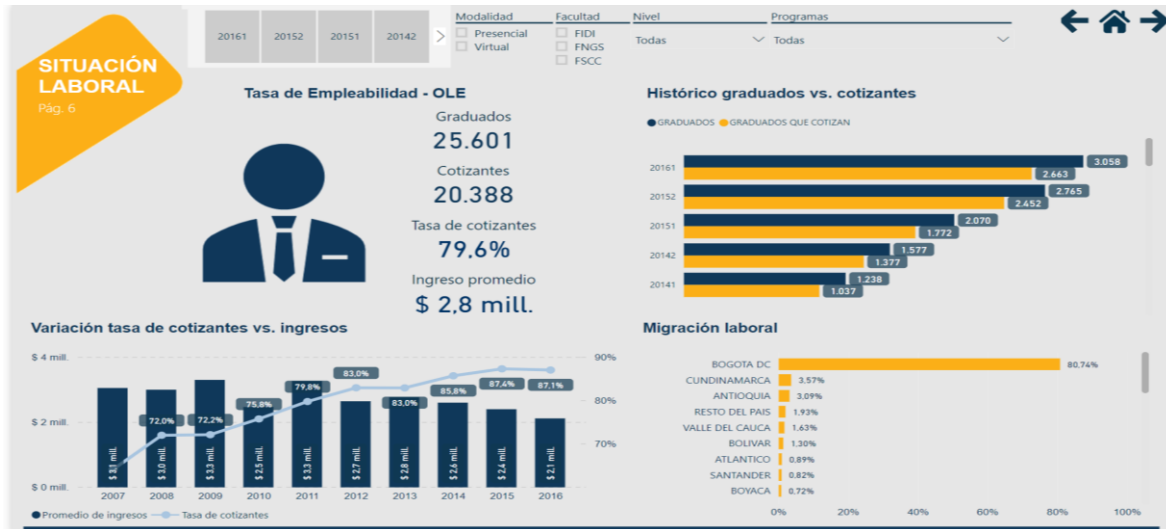 SITUACIÓN
LABORAL
Pág. 6
20161 20152 20151 20142
Modalidad
Presencial
Virtual
Facultad
FIDI
FNGS
FSCC
Nivel
Todas
Programas
Todas
Tasa de Empleabilidad - OLE
Graduados
25.601
Cotizantes
20.388
Tasa de cotizantes
79,6%
Ingreso promedio
$ 2,8 mill.
Histórico graduados vs. cotizantes
GRADUADOS GRADUADOS QUE COTIZAN
20161 3.058
2.663
20152 2.765
2.452
20151 2.070
1.772
20142 1.577
1.377
20141 1.238
1.037
Variación tasa de cotizantes vs. ingresos
$ 4 mill. 90%
83,0% 87,4% 87,1%
79,8% 85,8%
75,8% 83,0% 80%
72,0% 72,2%
$ 2 mill. 70%
$ 3,1 mill. $ 3,0 mill. $ 3,3 mill. $ 2,5 mill. $ 3,3 mill. $ 2,7 mill. $ 2,8 mill. $ 2,6 mill. $ 2,4 mill. $ 2,1 mill.
$ 0 mill.
2007 2008 2009 2010 2011 2012 2013 2014 2015 2016
Promedio de ingresos Tasa de cotizantes
Migración laboral
BOGOTA DC 80,74%
CUNDINAMARCA 3.57%
ANTIOQUIA 3.09%
RESTO DEL PAIS 1.93%
VALLE DEL CAUCA 1.63%
BOLIVAR 1.30%
ATLANTICO 0.89%
SANTANDER 0.82%
BOYACA 0.72%
0% 20% 40% 60% 80% 100%